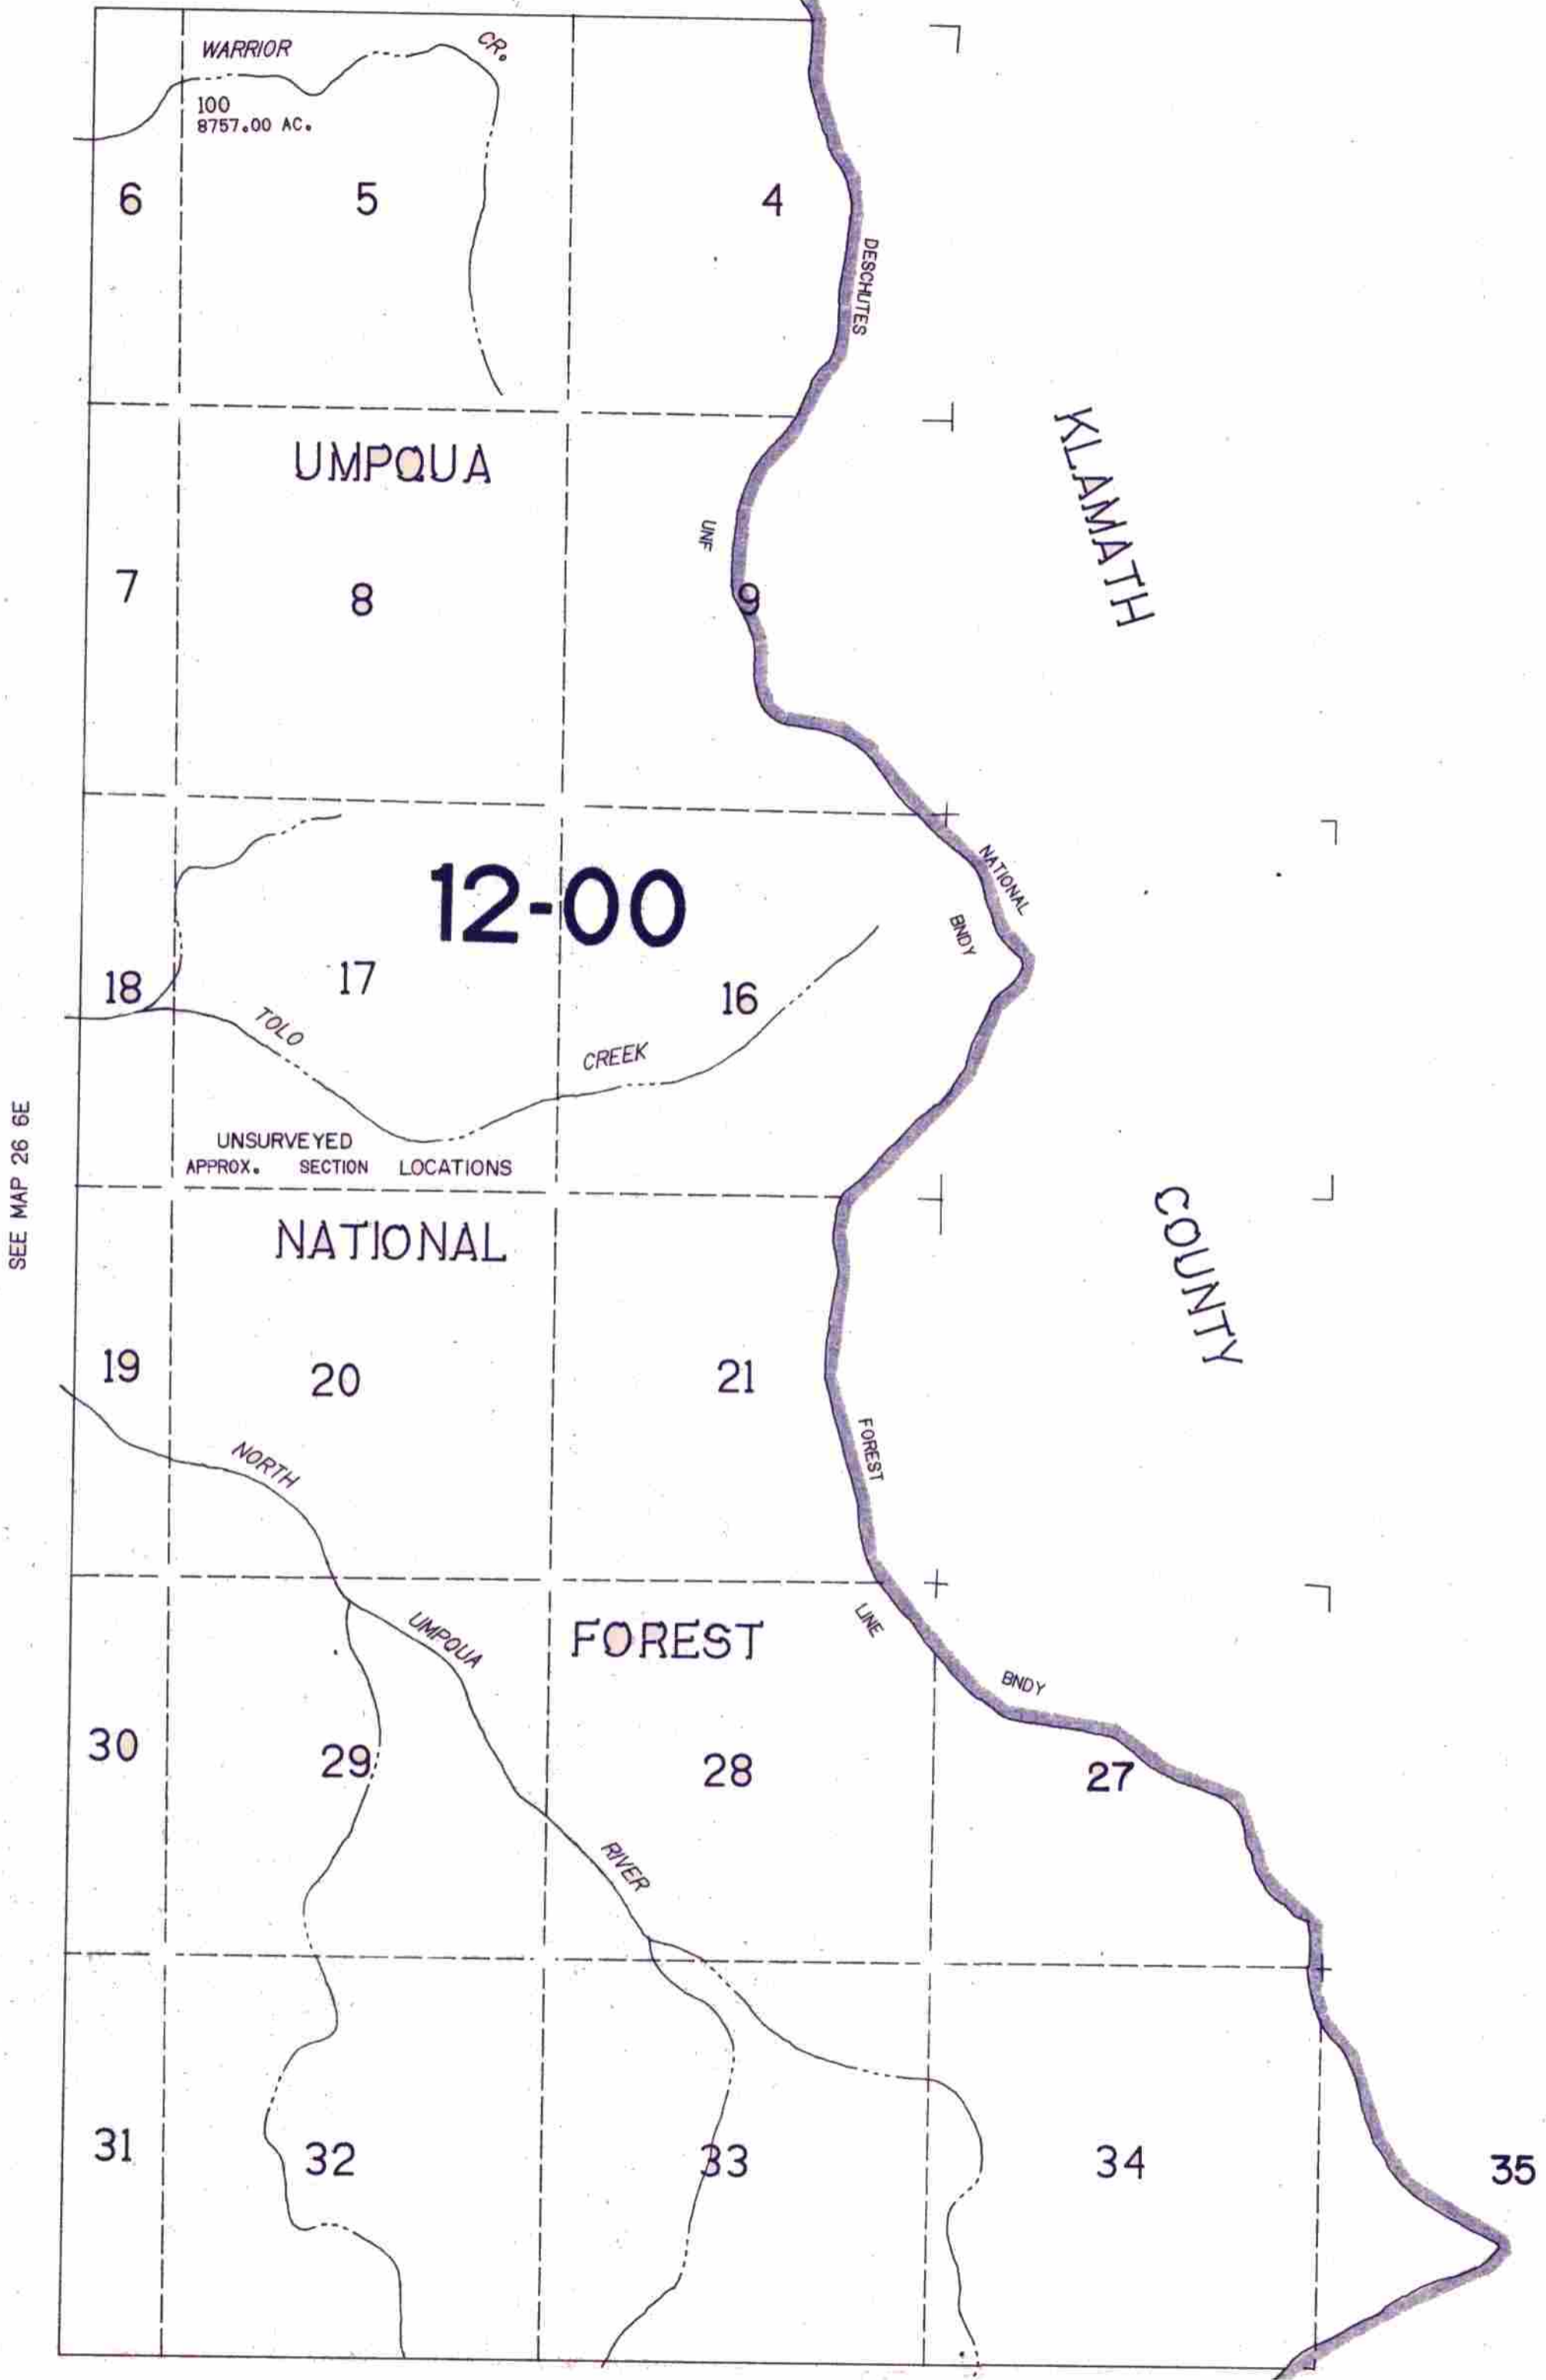 WARRIOR CR.
100
8757.00 AC.
6 5 4
DESCHUTES
UMPQUA
KLAMATH
UNF
7 8 9
NATIONAL
12-00
BNDY
18 17 16
TOLO CREEK
UNSURVEYED
APPROX. SECTION LOCATIONS
SEE MAP 26 6E
NATIONAL
COUNTY
19 20 21
FOREST
NORTH
UMPQUA
FOREST
LINE
BNDY
30 29 28 27
RIVER
31 32 33 34 35